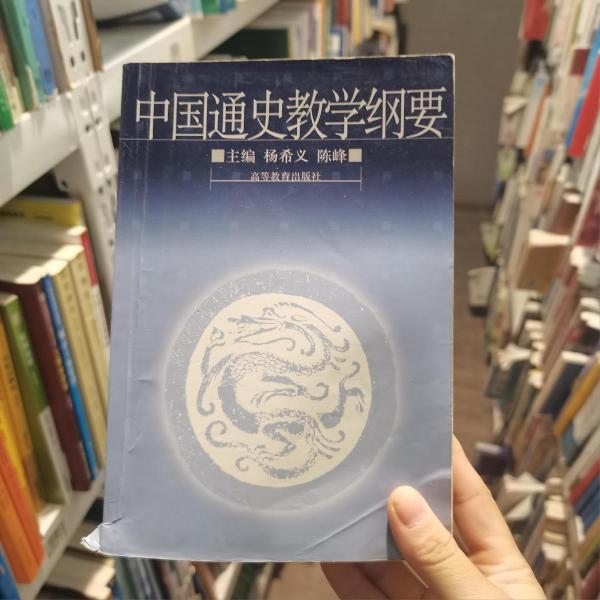 中国通史教学纲要
■主编 杨希义 陈峰■
高等教育出版社